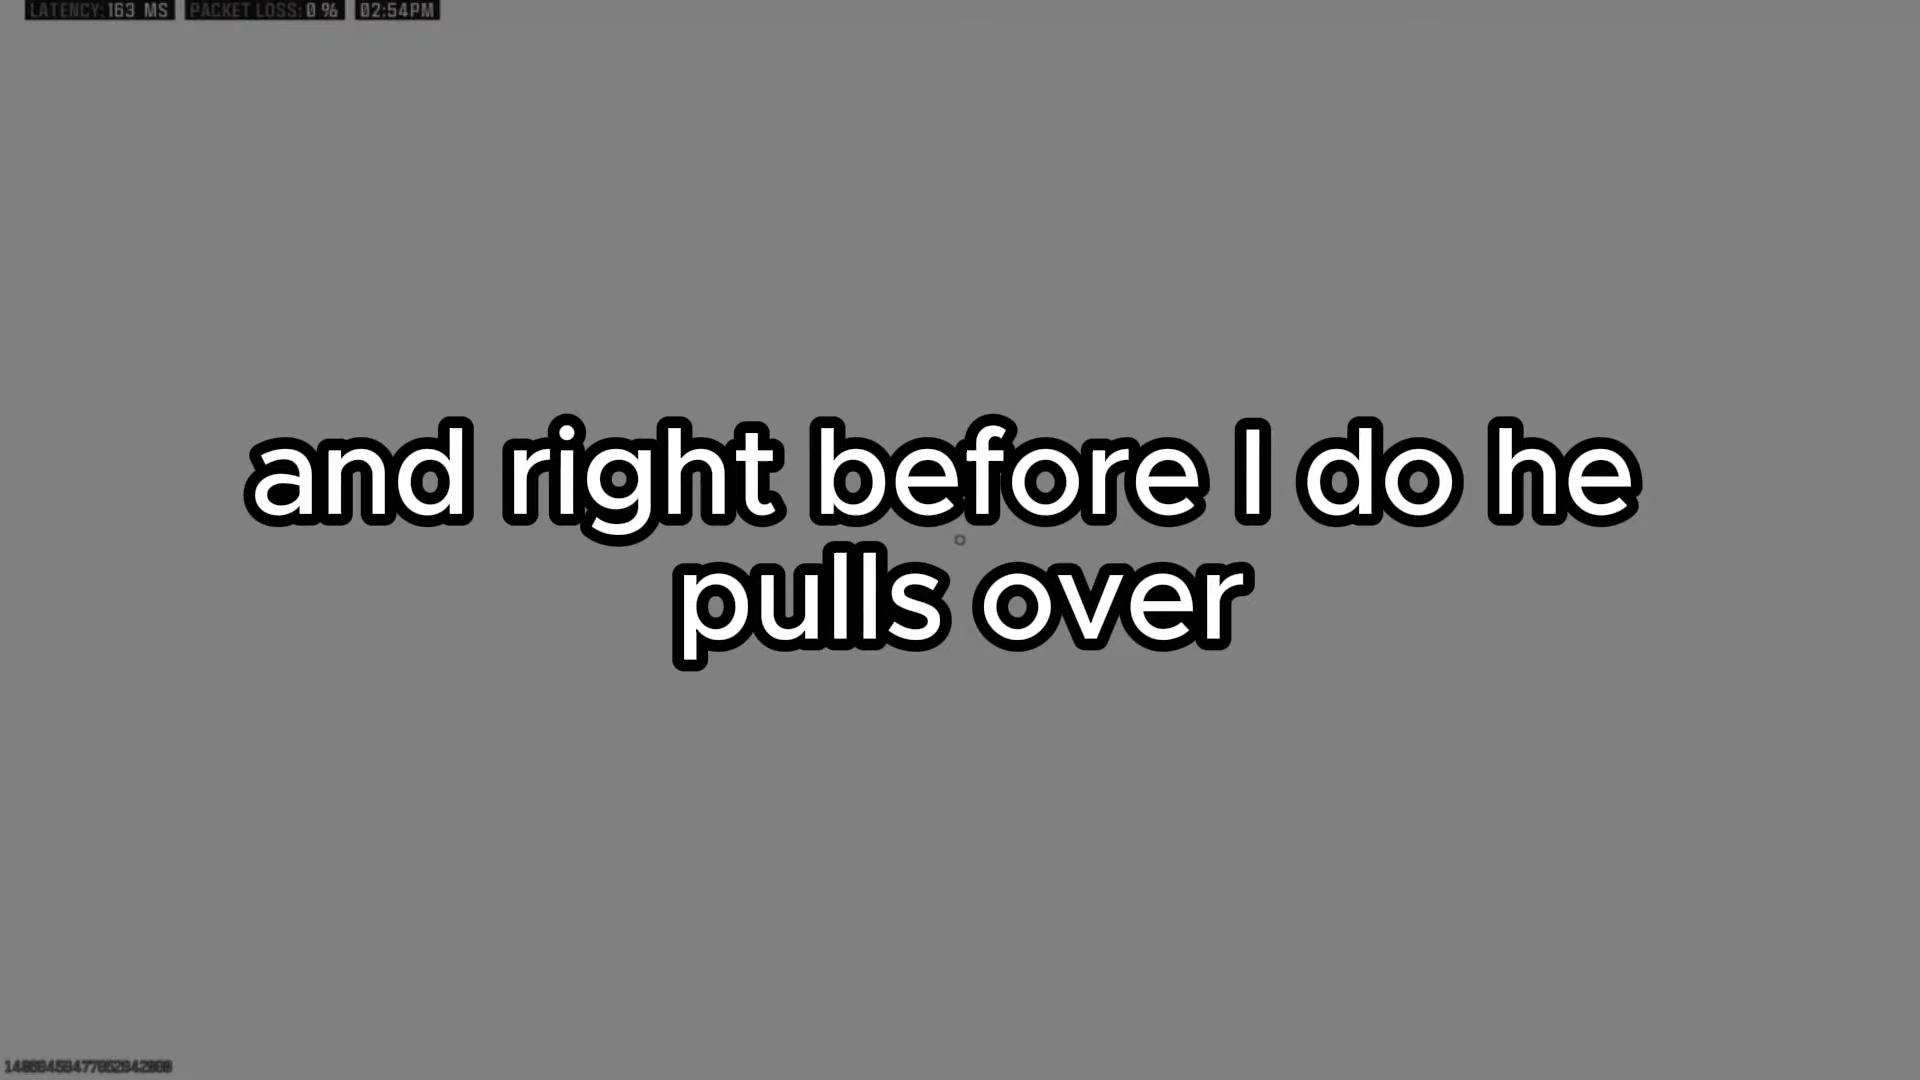 LATENCY: 163 MS PACKET LOSS: 0 % 02:54PM
and right before I do he
pulls over